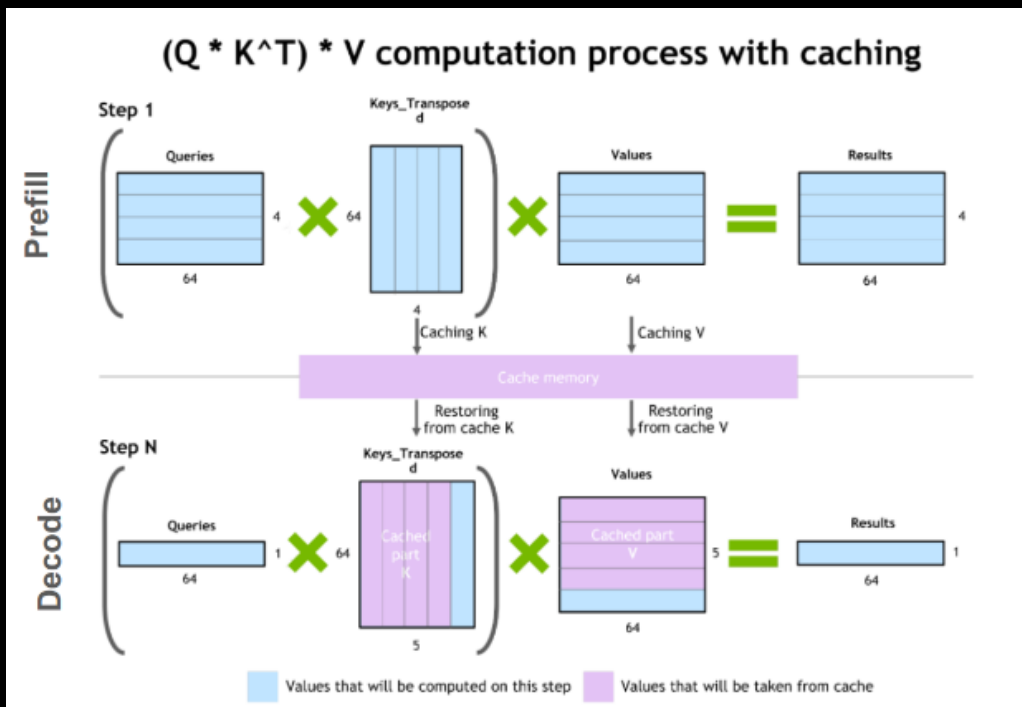 (Q * K^T) * V computation process with caching
Prefill
Step 1
Queries
4
64
64
Keys_Transpose
d
4
Values
64
Results
4
64
Caching K
Caching V
Cache memory
Restoring
from cache K
Restoring
from cache V
Decode
Step N
Queries
1
64
64
Keys_Transpose
d
Cached
part
K
5
Values
Cached part
V
5
64
Results
1
64
Values that will be computed on this step
Values that will be taken from cache